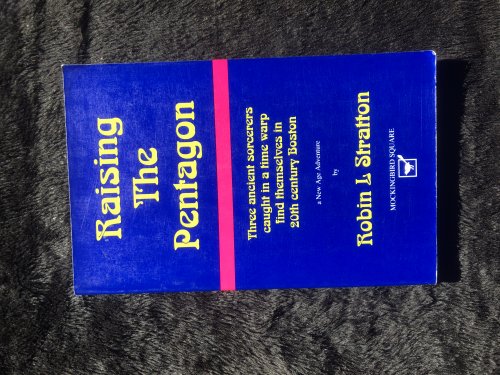 Raising
The
Pentagon
Three ancient sorcerers
caught in a time warp
find themselves in
20th century Boston
a New Age Adventure
by
Robin L Stratton
MOCKINGBIRD SQUARE